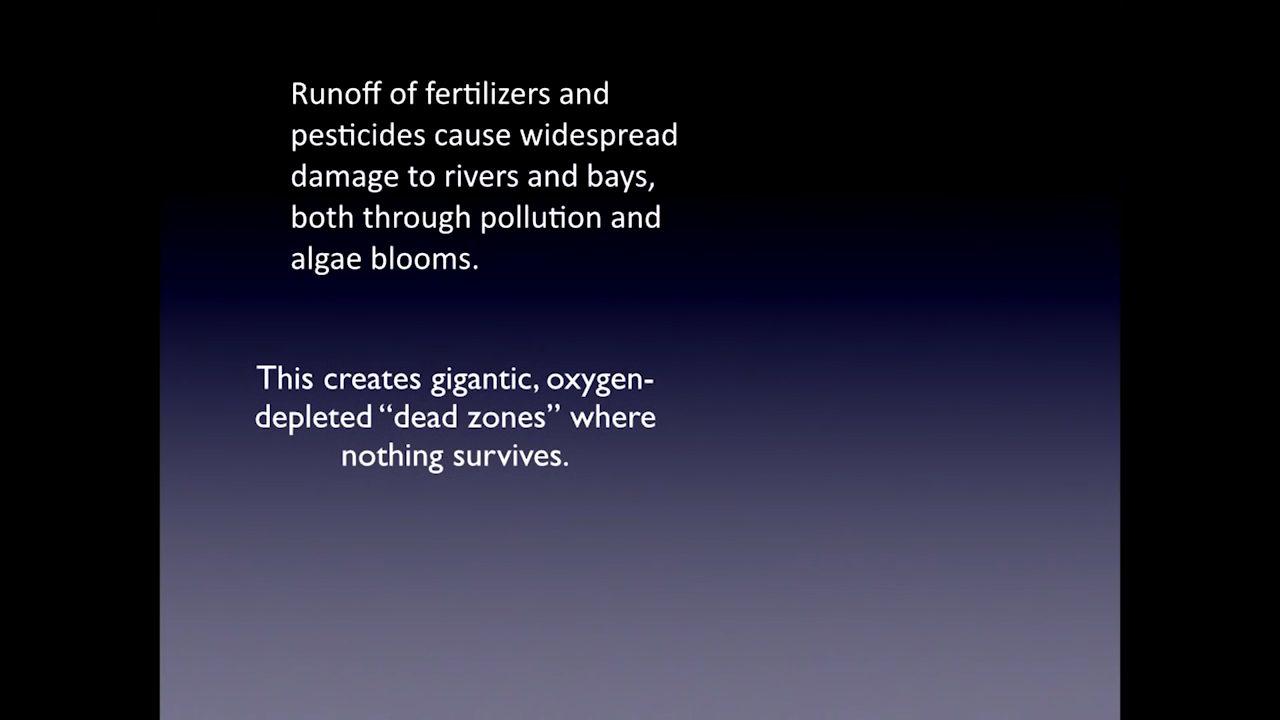 Runoff of fertilizers and
pesticides cause widespread
damage to rivers and bays,
both through pollution and
algae blooms.
This creates gigantic, oxygen-
depleted “dead zones” where
nothing survives.